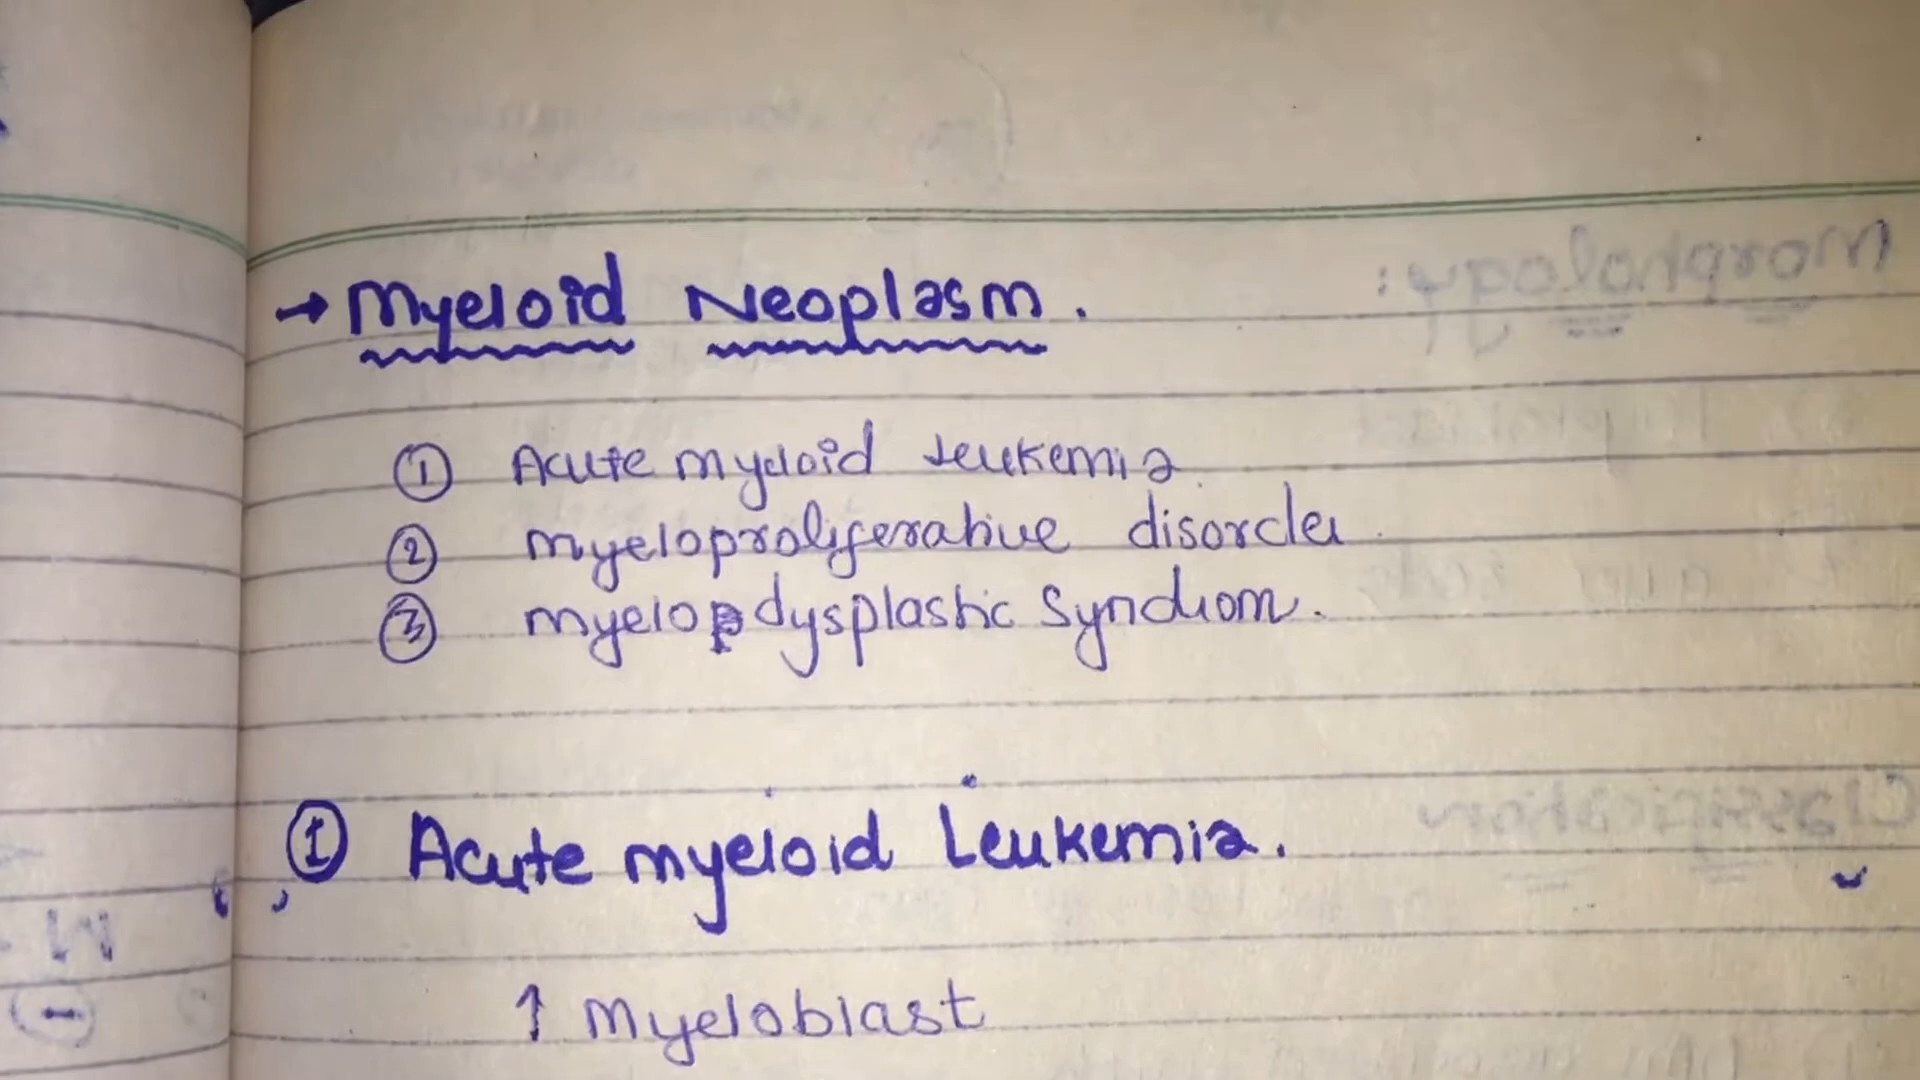 → Myeloid Neoplasm.
① Acute myeloid leukemia
② myeloproliferative disorder
③ myelodysplastic Syndrom.
① Acute myeloid Leukemia.
↑ Myeloblast